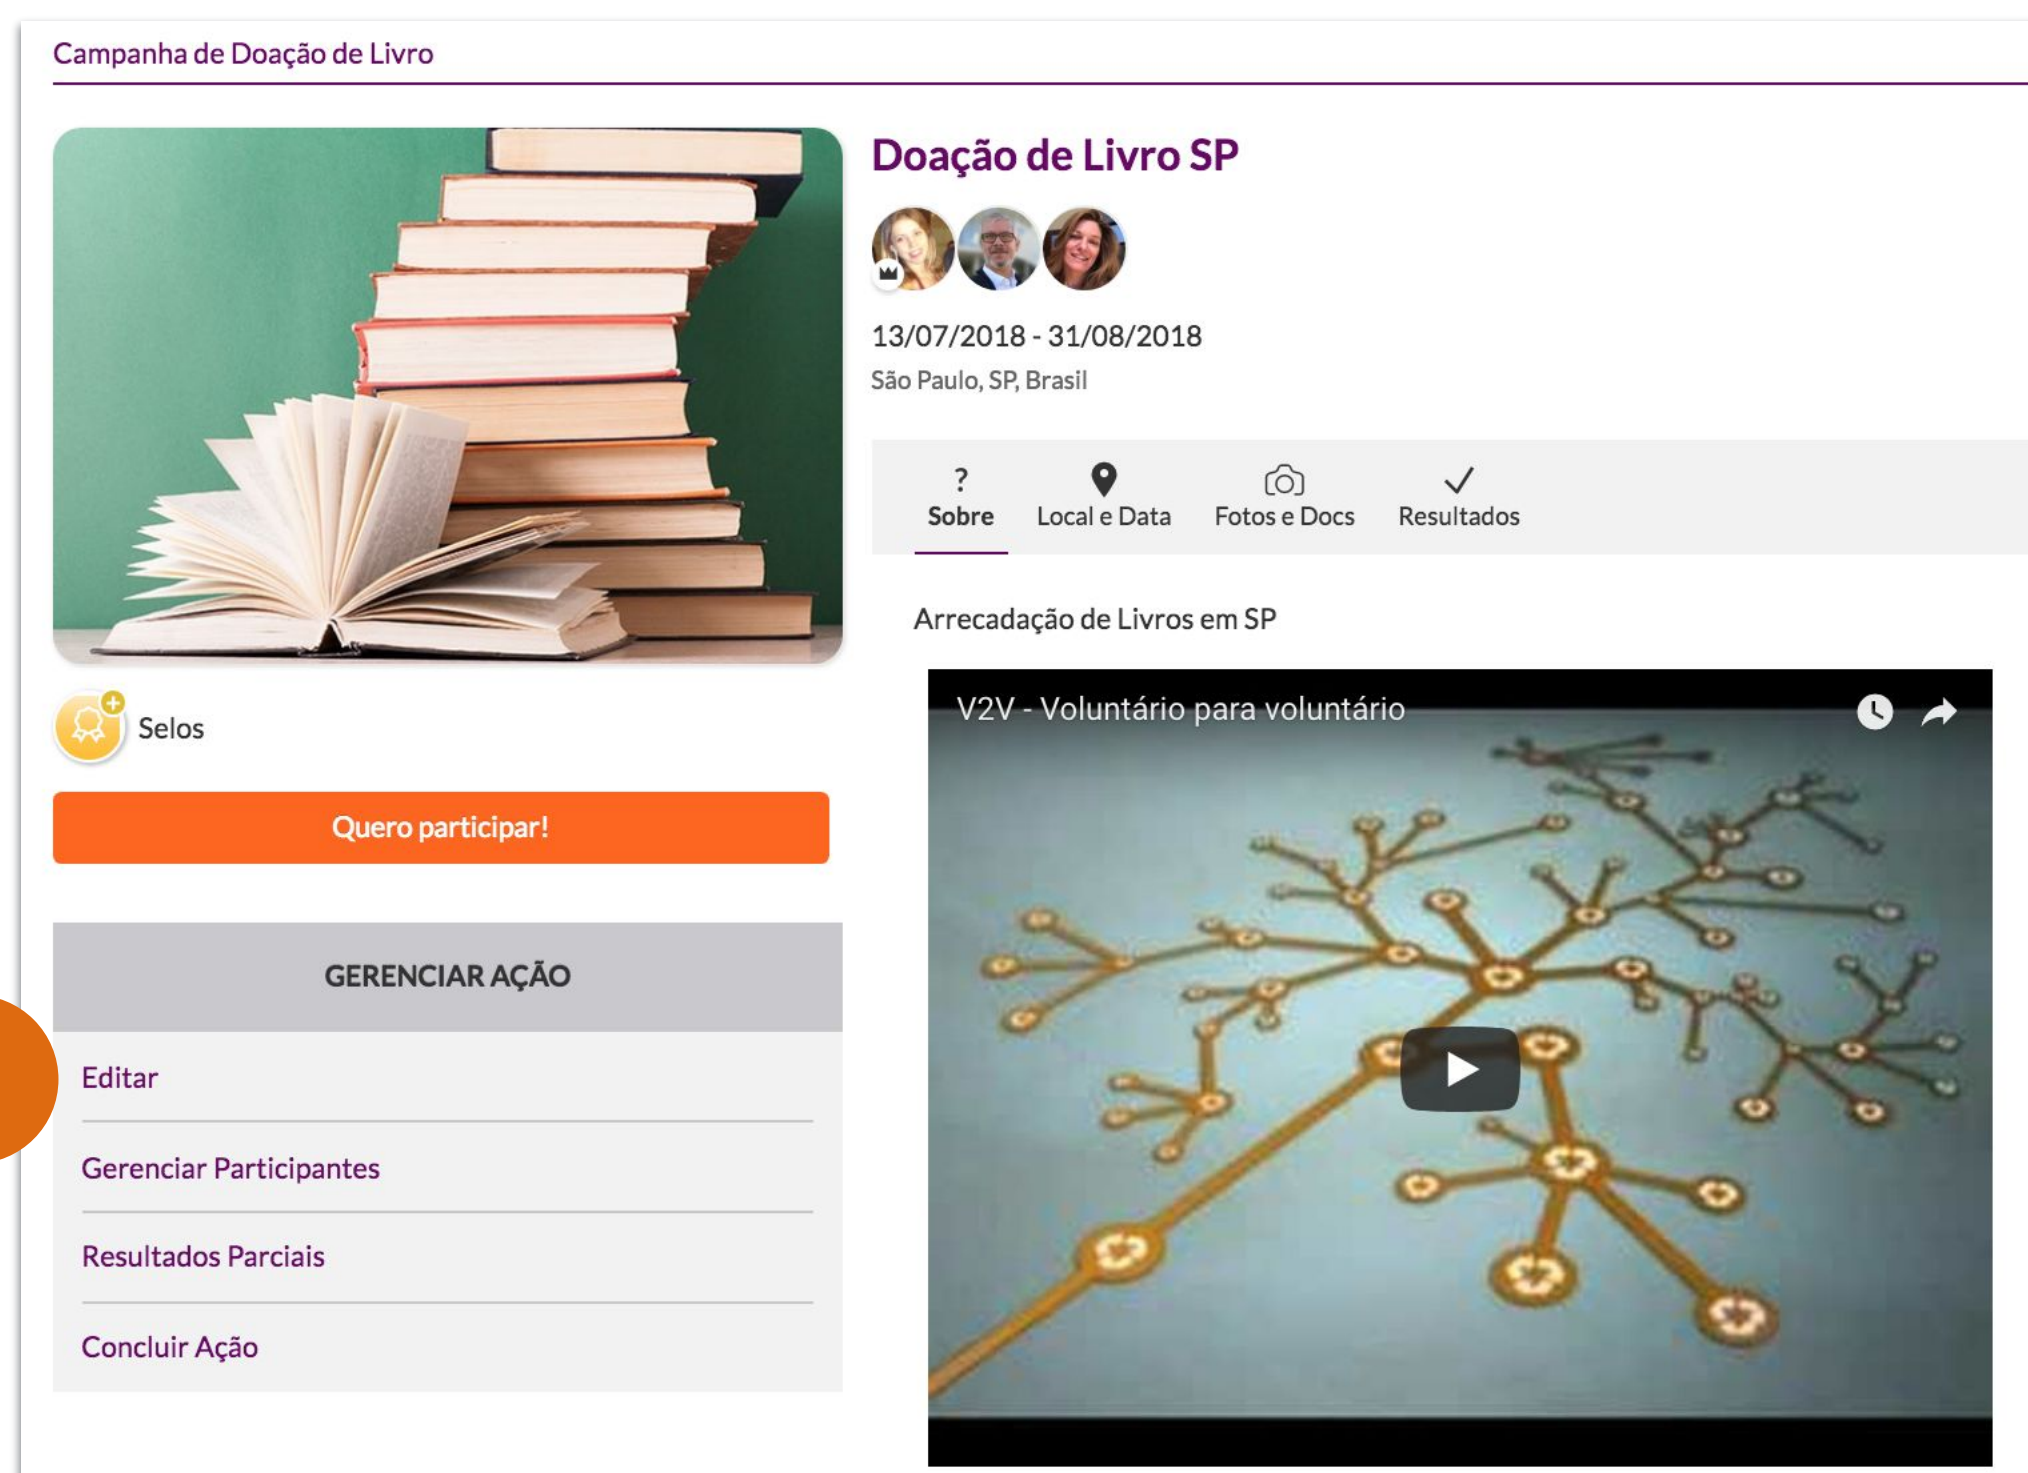 Campanha de Doação de Livro
Doação de Livro SP
13/07/2018 - 31/08/2018
São Paulo, SP, Brasil
?
Sobre
Local e Data
Fotos e Docs
Resultados
Arrecadação de Livros em SP
V2V - Voluntário para voluntário
Selos
Quero participar!
GERENCIAR AÇÃO
Editar
Gerenciar Participantes
Resultados Parciais
Concluir Ação